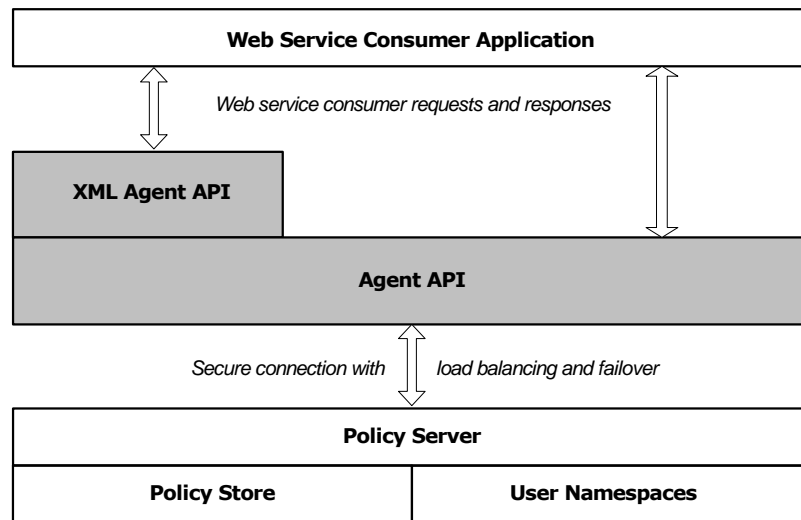 Web Service Consumer Application
Web service consumer requests and responses
XML Agent API
Agent API
Secure connection with load balancing and failover
Policy Server
Policy Store
User Namespaces